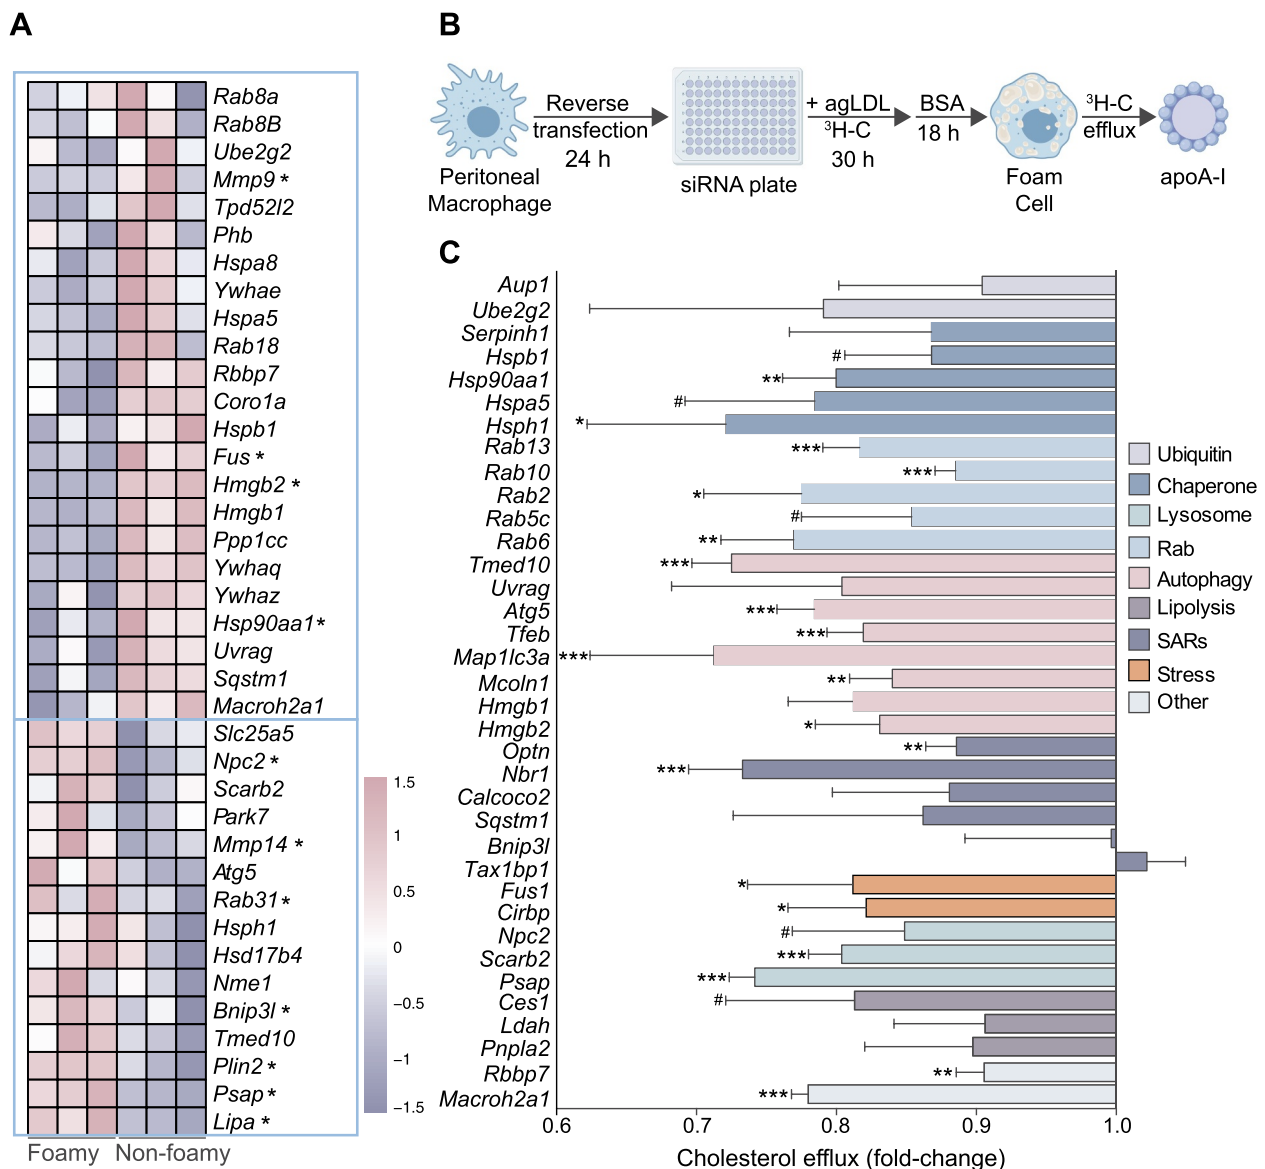 A
Rab8a
Rab8B
Ube2g2
Mmp9 *
Tpd52l2
Phb
Hspa8
Ywhae
Hspa5
Rab18
Rbbp7
Coro1a
Hspb1
Fus *
Hmgb2 *
Hmgb1
Ppp1cc
Ywhaq
Ywhaz
Hsp90aa1*
Uvrag
Sqstm1
Macroh2a1
Slc25a5
Npc2 *
Scarb2
Park7
Mmp14 *
Atg5
Rab31 *
Hsph1
Hsd17b4
Nme1
Bnip3l *
Tmed10
Plin2 *
Psap *
Lipa *
Foamy Non-foamy
1.5
1
0.5
0
−0.5
−1
−1.5
B
Peritoneal
Macrophage
Reverse
transfection
24 h
siRNA plate
+ agLDL
³H-C
30 h
BSA
18 h
Foam
Cell
³H-C
efflux
apoA-I
C
Aup1
Ube2g2
Serpinh1
Hspb1 #
Hsp90aa1 **
Hspa5 #
Hsph1 *
Rab13 ***
Rab10 ***
Rab2 *
Rab5c #
Rab6 **
Tmed10 ***
Uvrag
Atg5 ***
Tfeb ***
Map1lc3a ***
Mcoln1 **
Hmgb1
Hmgb2 *
Optn **
Nbr1 ***
Calcoco2
Sqstm1
Bnip3l
Tax1bp1
Fus1 *
Cirbp *
Npc2 #
Scarb2 ***
Psap ***
Ces1 #
Ldah
Pnpla2
Rbbp7 **
Macroh2a1 ***
0.6 0.7 0.8 0.9 1.0
Cholesterol efflux (fold-change)
Ubiquitin
Chaperone
Lysosome
Rab
Autophagy
Lipolysis
SARs
Stress
Other